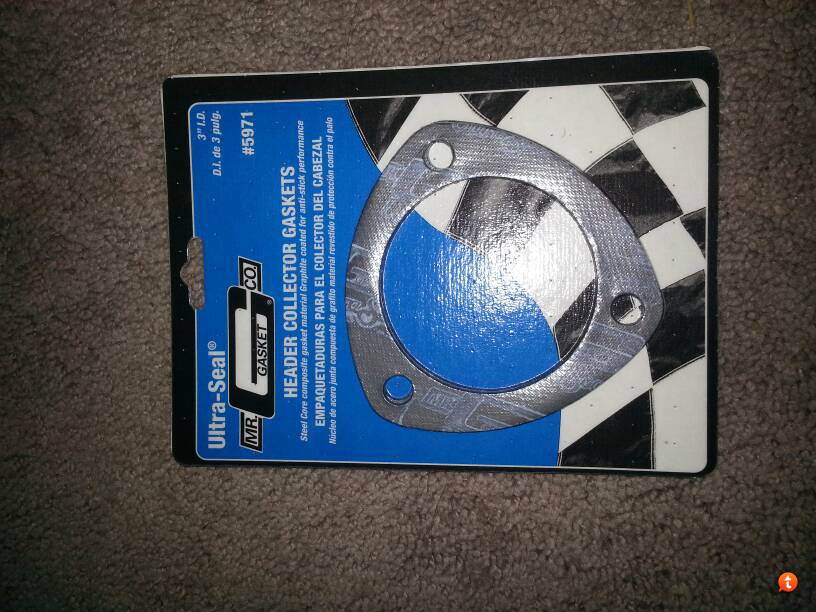 Ultra-Seal®
MR. GASKET CO.
3" I.D.
D.I. de 3 pulg.
#5971
HEADER COLLECTOR GASKETS
Steel Core composite gasket material Graphite coated for anti-stick performance
EMPAQUETADURAS PARA EL COLECTOR DEL CABEZAL
Núcleo de acero junta compuesta de grafito material revestido de protección contra el palo